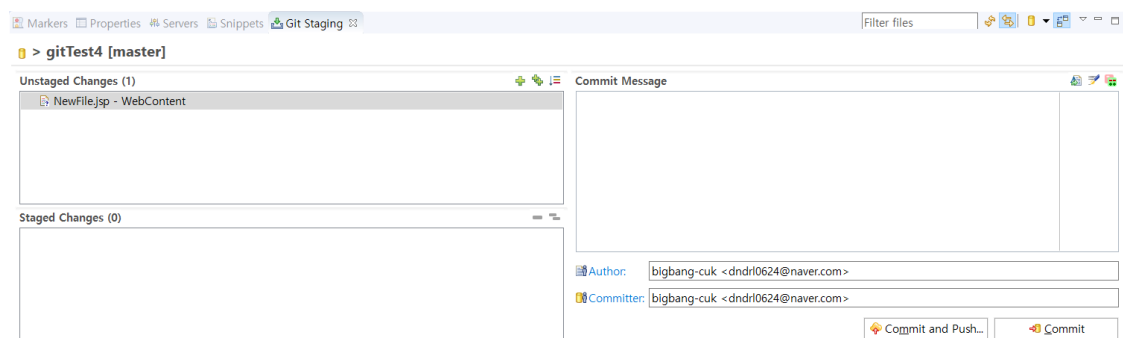 Markers Properties Servers Snippets Git Staging Filter files
> gitTest4 [master]
Unstaged Changes (1)
NewFile.jsp - WebContent
Staged Changes (0)
Commit Message
Author: bigbang-cuk <dndrl0624@naver.com>
Committer: bigbang-cuk <dndrl0624@naver.com>
Commit and Push... Commit